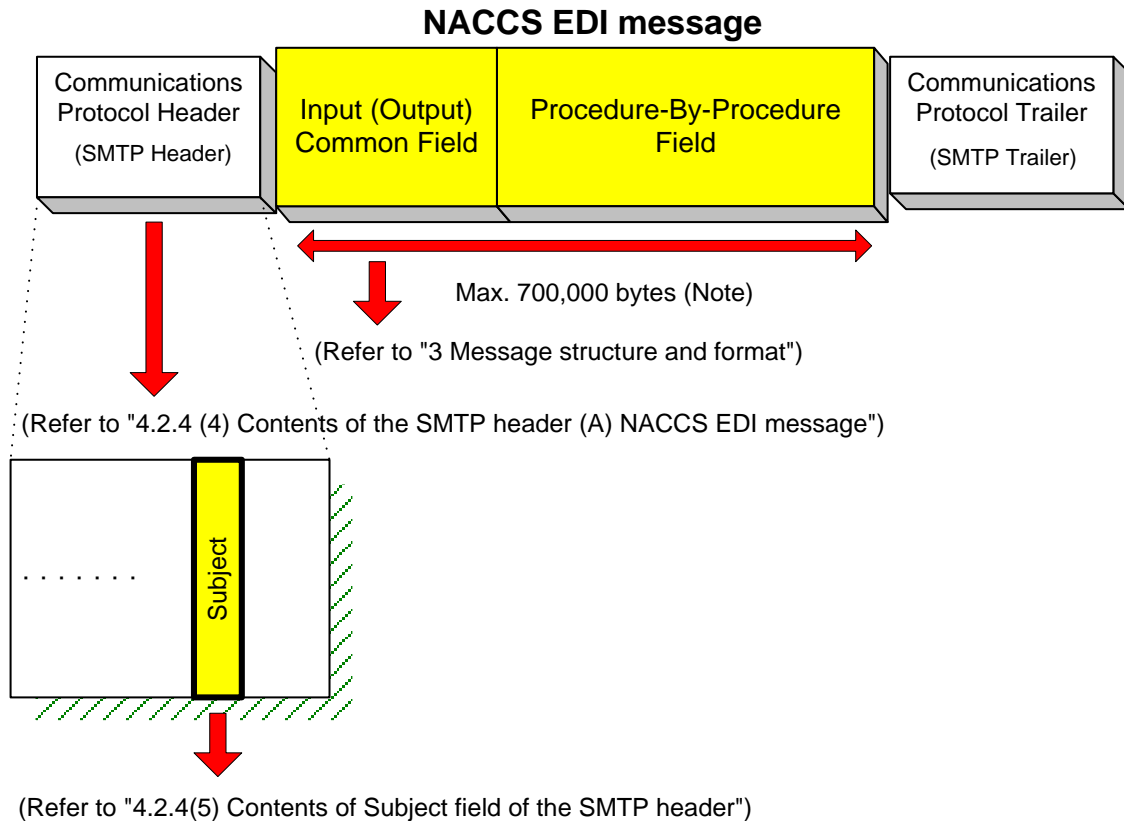 NACCS EDI message
Communications
Protocol Header
(SMTP Header)
Input (Output)
Common Field
Procedure-By-Procedure
Field
Communications
Protocol Trailer
(SMTP Trailer)
Max. 700,000 bytes (Note)
(Refer to "3 Message structure and format")
(Refer to "4.2.4 (4) Contents of the SMTP header (A) NACCS EDI message")
. . . . . . .
Subject
(Refer to "4.2.4(5) Contents of Subject field of the SMTP header")